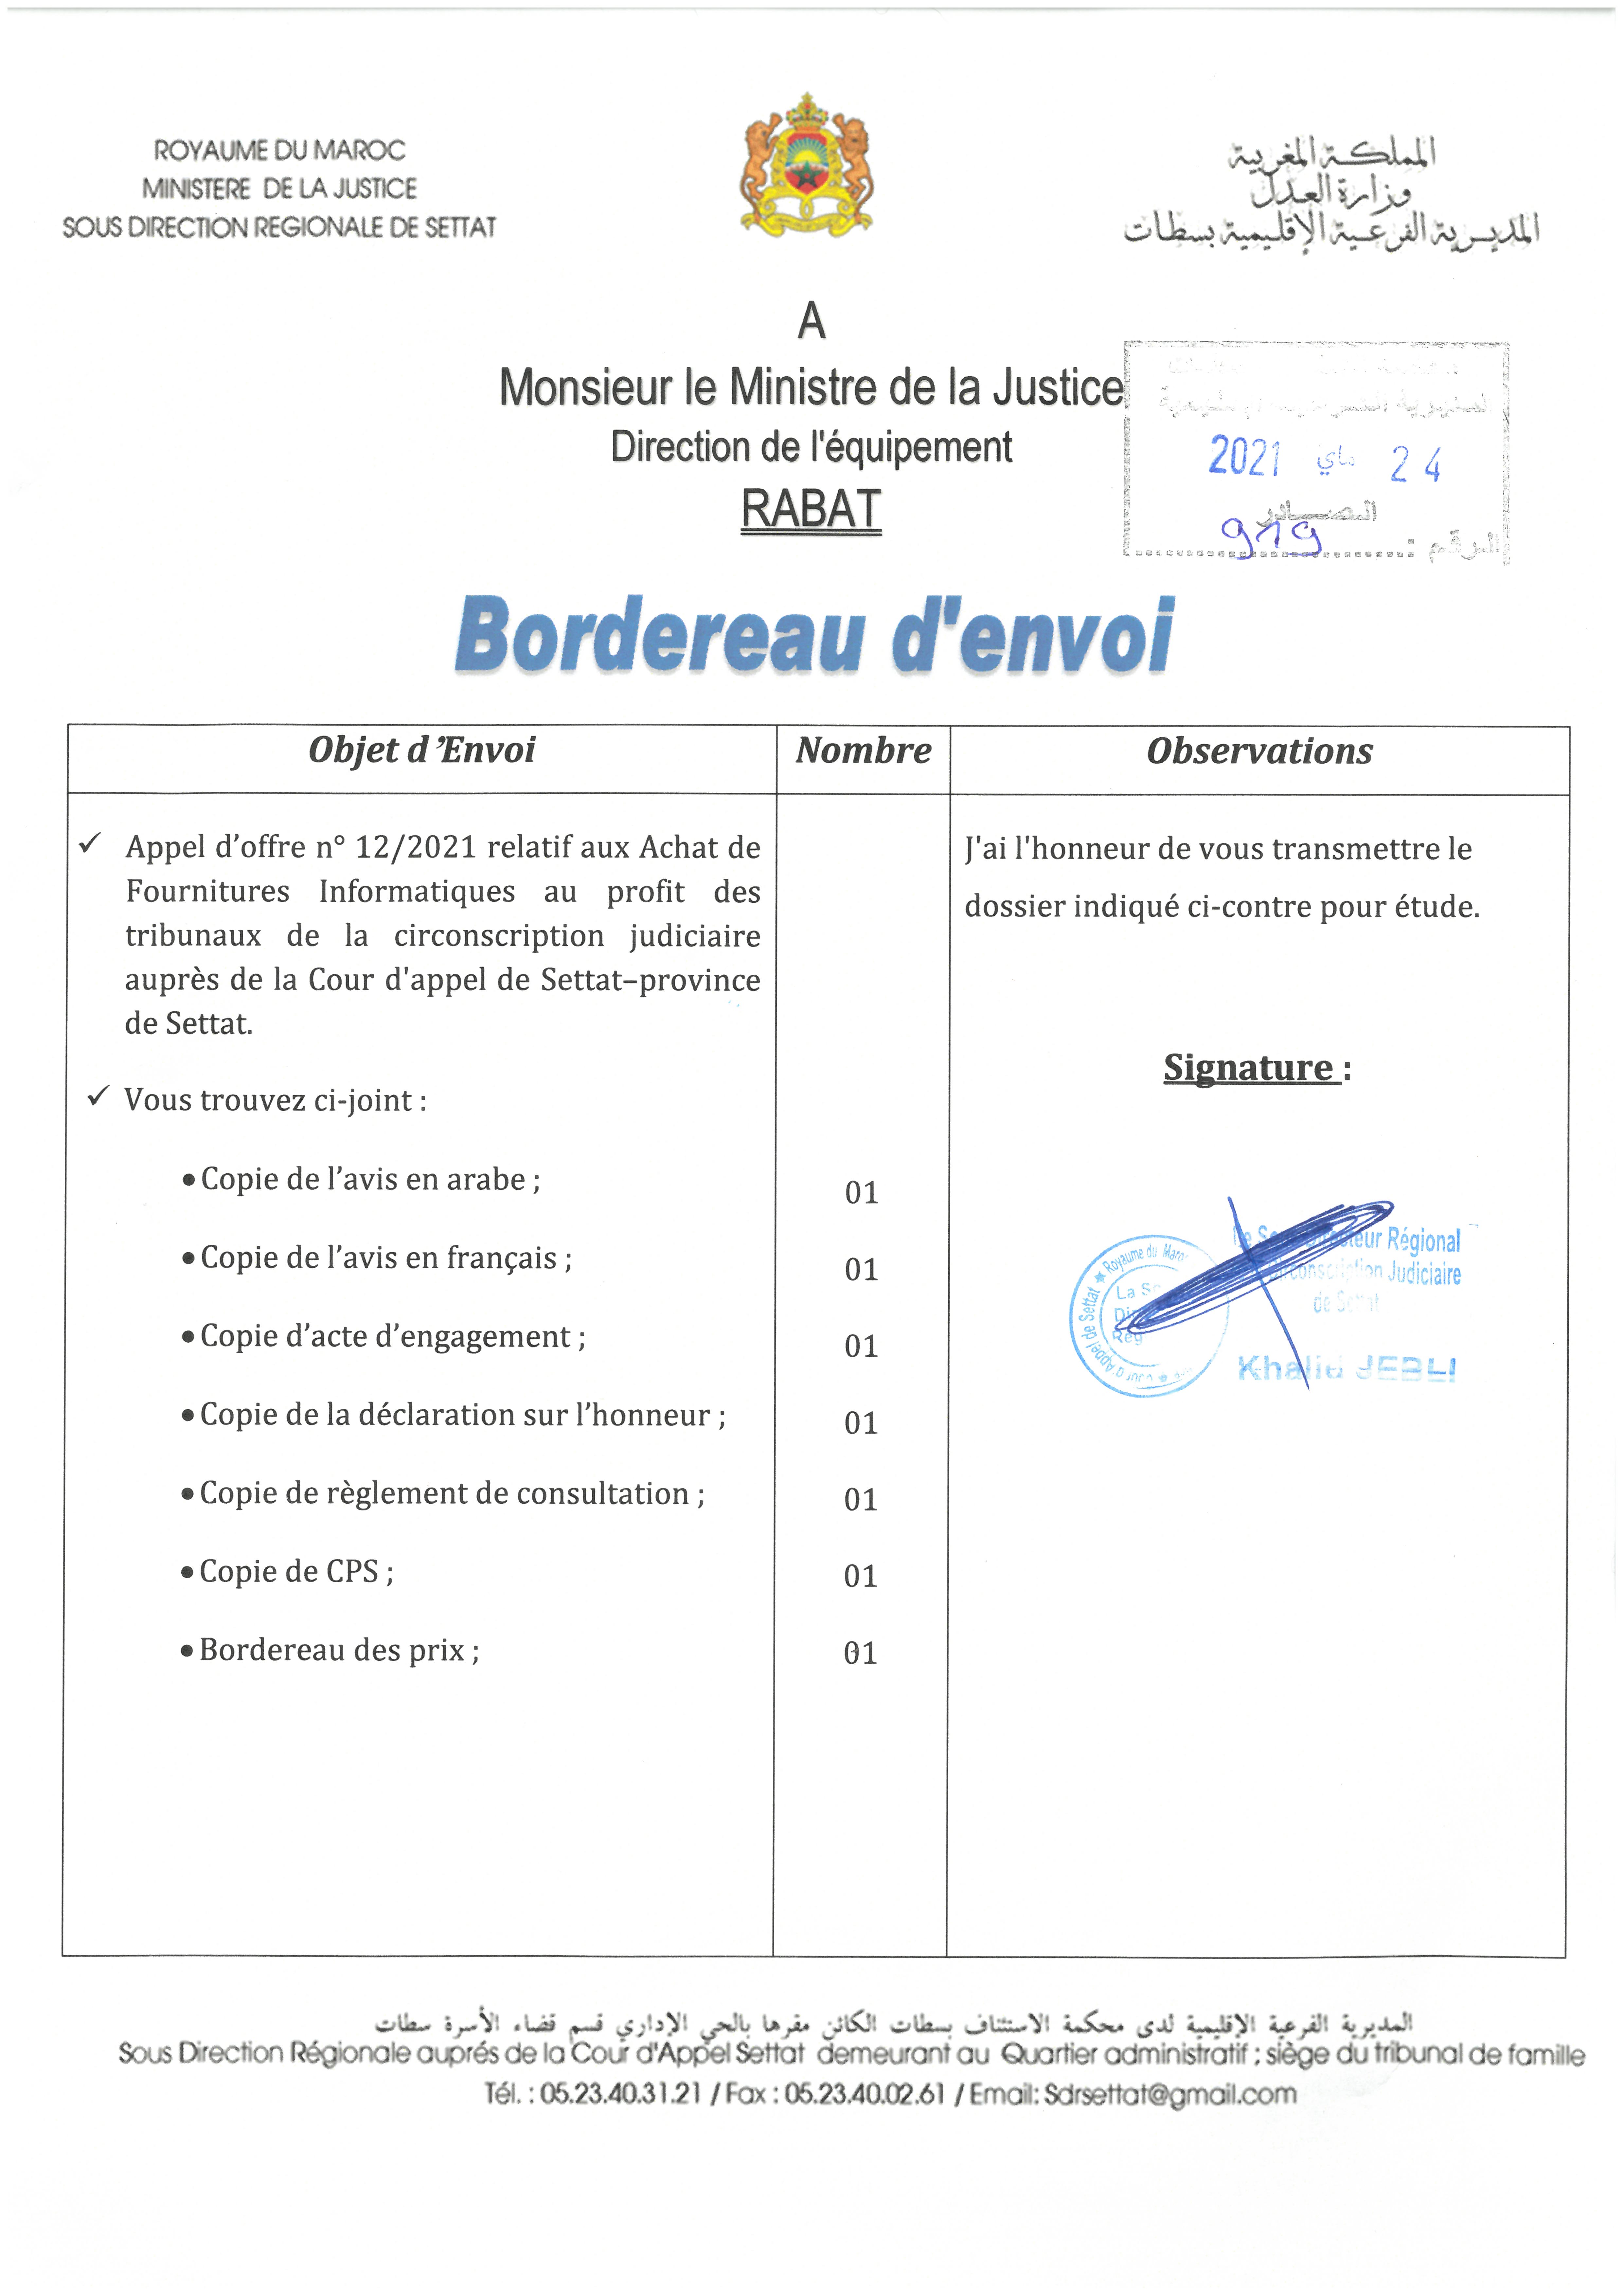 ROYAUME DU MAROC
MINISTERE DE LA JUSTICE
SOUS DIRECTION REGIONALE DE SETTAT
المملكة المغربية
وزارة العدل
المديرية الفرعية الإقليمية بسطات
A
Monsieur le Ministre de la Justice
Direction de l'équipement
RABAT
24 ماي 2021
الصادر
الرقم : 919
Bordereau d'envoi
Objet d’Envoi Nombre Observations
✓ Appel d’offre n° 12/2021 relatif aux Achat de
Fournitures Informatiques au profit des
tribunaux de la circonscription judiciaire
auprès de la Cour d'appel de Settat–province
de Settat.
J'ai l'honneur de vous transmettre le
dossier indiqué ci-contre pour étude.
Signature :
✓ Vous trouvez ci-joint :
• Copie de l’avis en arabe ; 01
• Copie de l’avis en français ; 01
• Copie d’acte d’engagement ; 01
• Copie de la déclaration sur l’honneur ; 01
• Copie de règlement de consultation ; 01
• Copie de CPS ; 01
• Bordereau des prix ; 01
Régional
Judiciaire
de Settat
Khalid JEBLI
Royaume du Maroc
d'Appel de Settat
المديرية الفرعية الإقليمية لدى محكمة الاستئناف بسطات الكائن مقرها بالحي الإداري قسم قضاء الأسرة سطات
Sous Direction Régionale auprés de la Cour d'Appel Settat demeurant au Quartier administratif ; siège du tribunal de famille
Tél. : 05.23.40.31.21 / Fax : 05.23.40.02.61 / Email: Sdrsettat@gmail.com